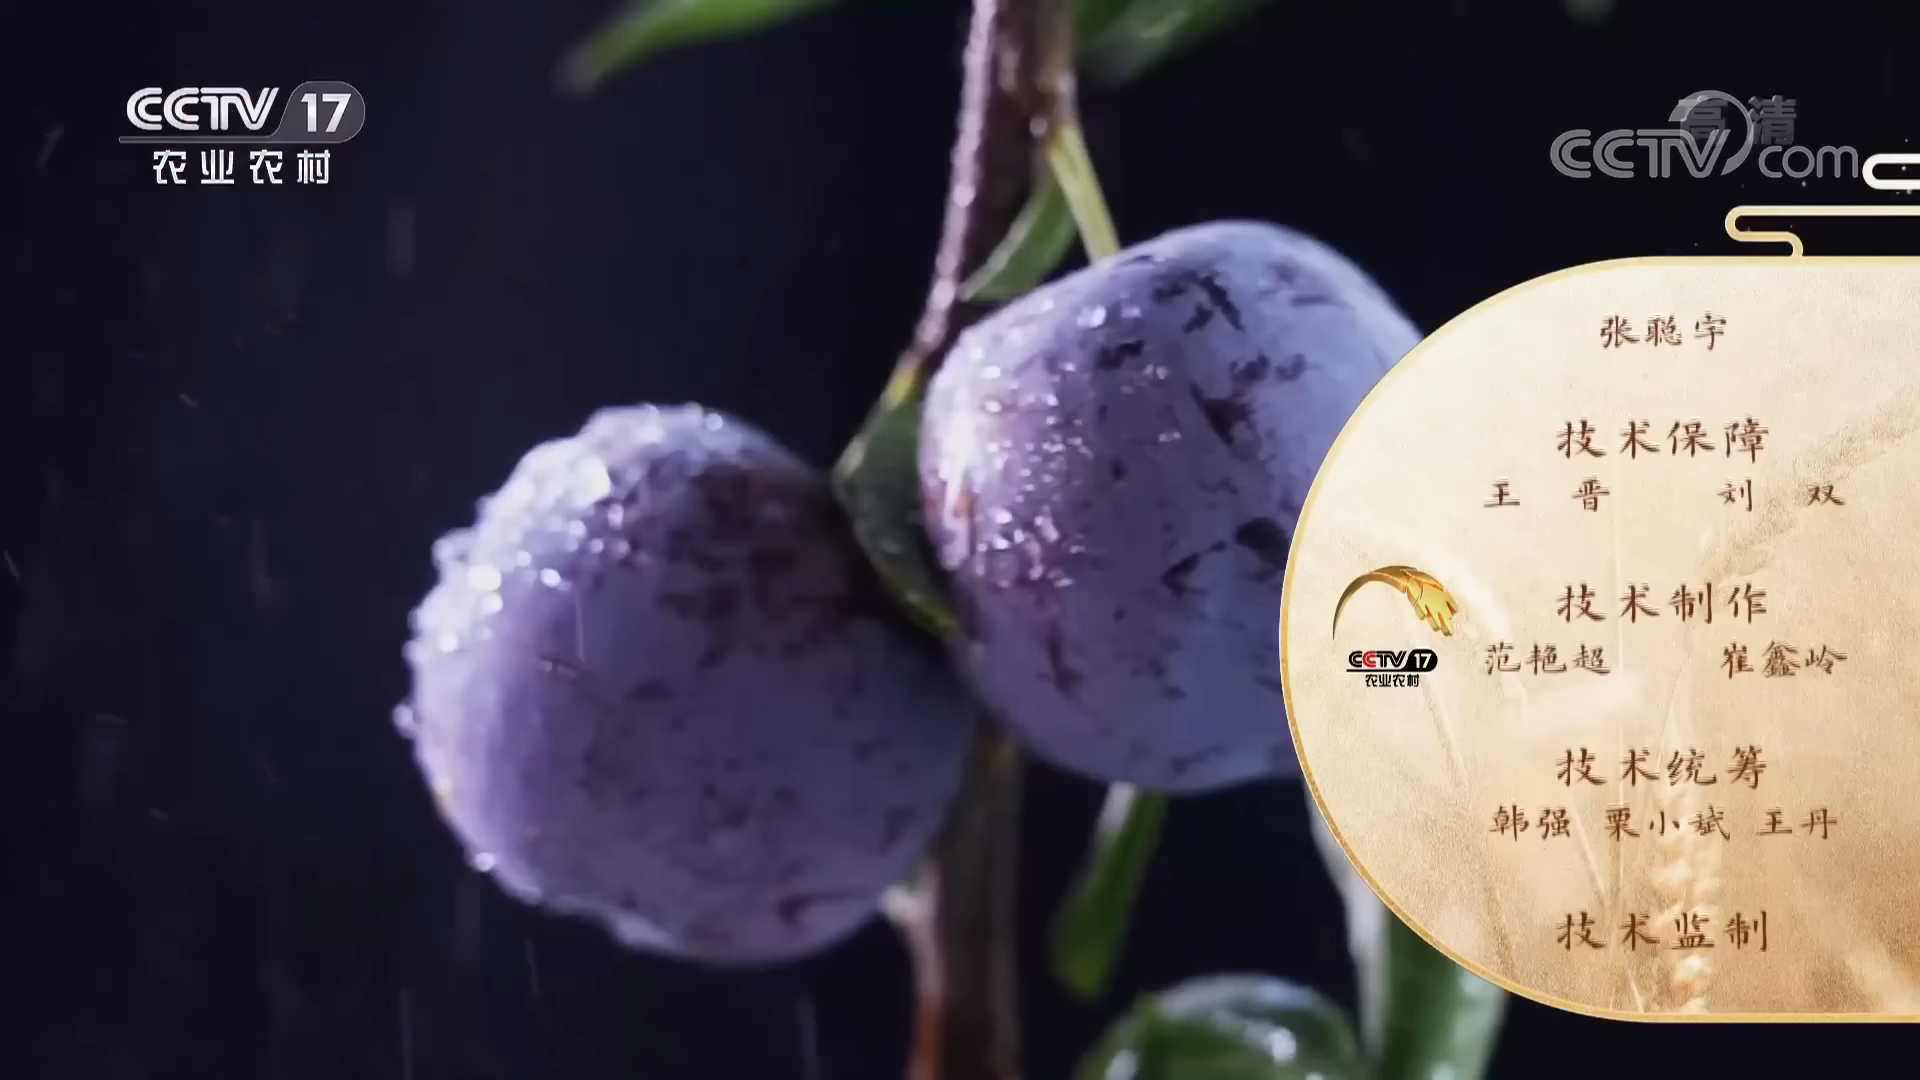 CCTV 17
农业农村
高清
CCTV com
张聪宇
技术保障
王 晋 刘 双
技术制作
范艳超 崔鑫岭
CCTV 17
农业农村
技术统筹
韩强 栗小斌 王丹
技术监制